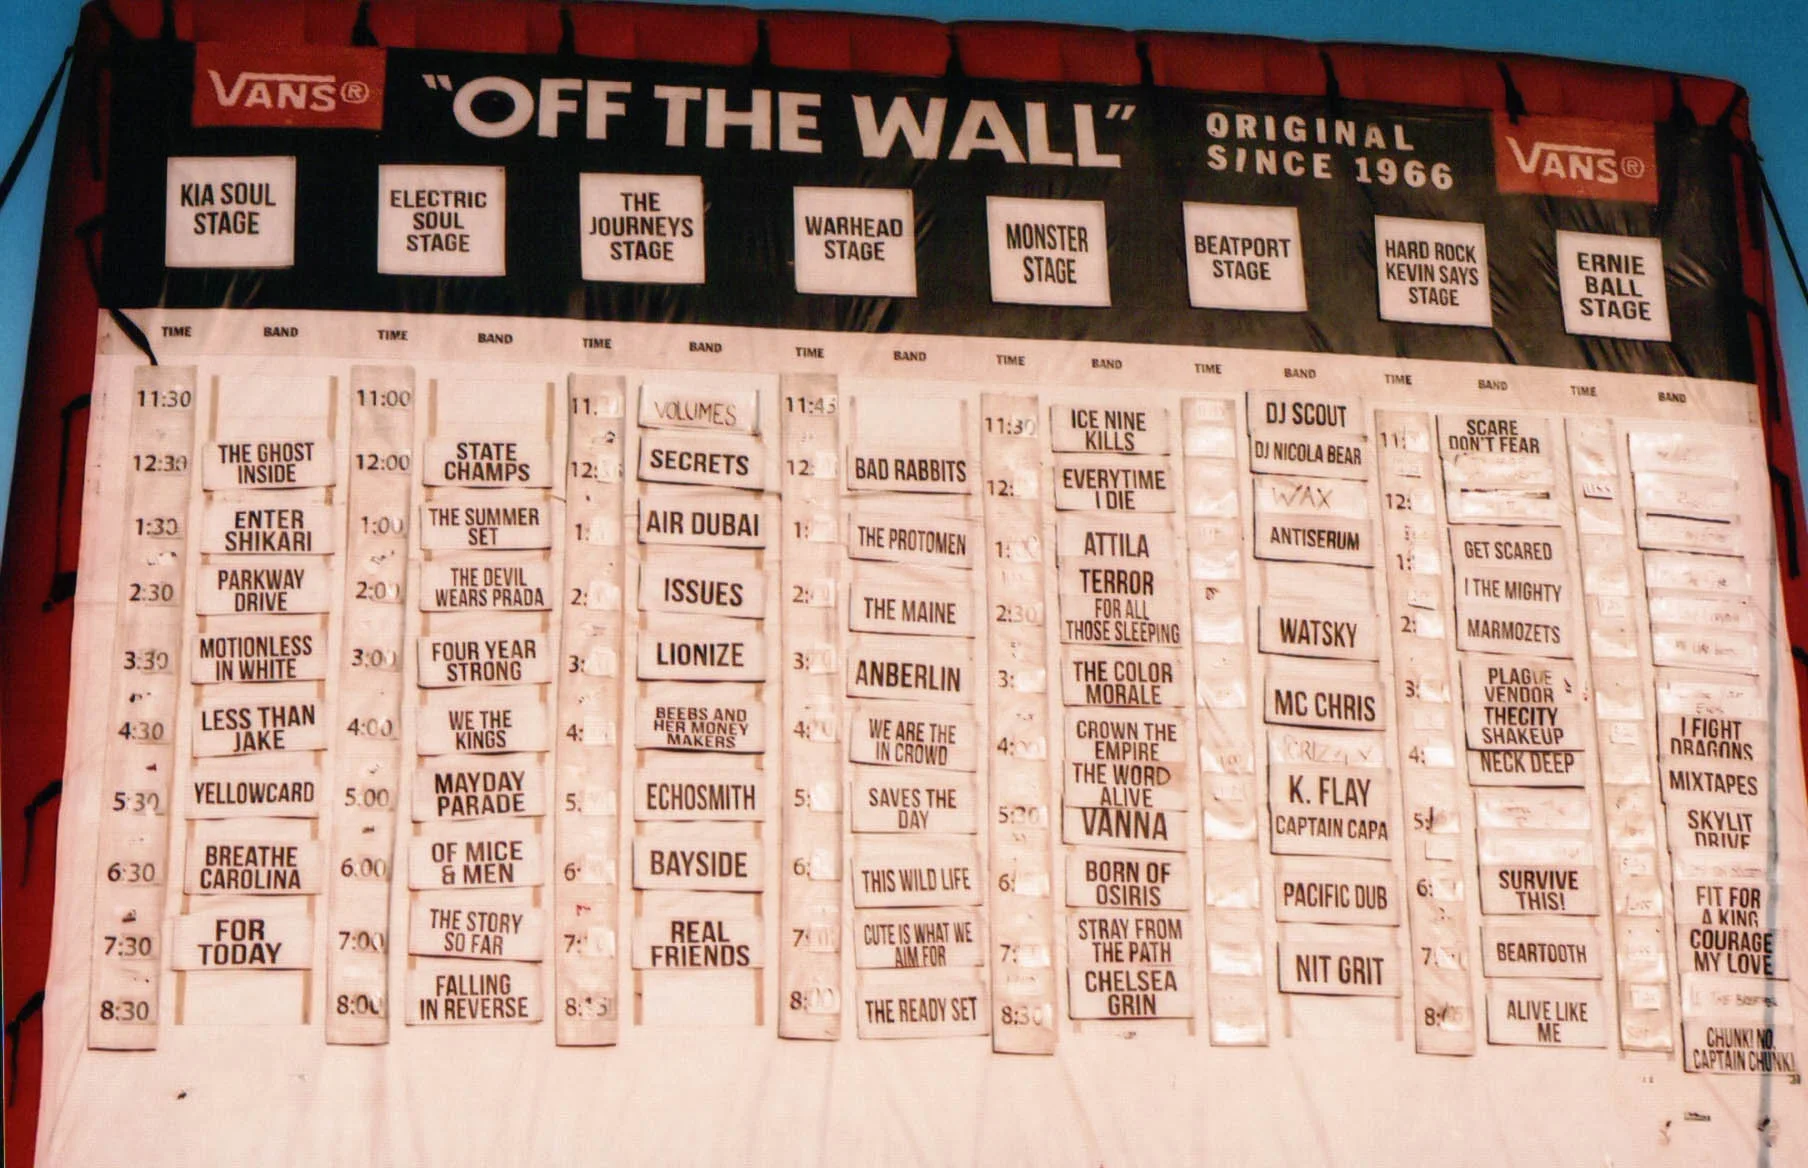 VANS®
"OFF THE WALL"
ORIGINAL
SINCE 1966
VANS®
KIA SOUL
STAGE
ELECTRIC
SOUL
STAGE
THE
JOURNEYS
STAGE
WARHEAD
STAGE
MONSTER
STAGE
BEATPORT
STAGE
HARD ROCK
KEVIN SAYS
STAGE
ERNIE
BALL
STAGE
TIME BAND TIME BAND TIME BAND TIME BAND TIME BAND TIME BAND TIME BAND TIME BAND
11:30
12:30 THE GHOST
INSIDE
1:30 ENTER
SHIKARI
2:30 PARKWAY
DRIVE
3:30 MOTIONLESS
IN WHITE
4:30 LESS THAN
JAKE
5:30 YELLOWCARD
6:30 BREATHE
CAROLINA
7:30 FOR
TODAY
8:30
11:00
12:00 STATE
CHAMPS
1:00 THE SUMMER
SET
2:00 THE DEVIL
WEARS PRADA
3:00 FOUR YEAR
STRONG
4:00 WE THE
KINGS
5:00 MAYDAY
PARADE
6:00 OF MICE
& MEN
7:00 THE STORY
SO FAR
8:00 FALLING
IN REVERSE
VOLUMES
SECRETS
AIR DUBAI
ISSUES
LIONIZE
BEEBS AND
HER MONEY
MAKERS
ECHOSMITH
BAYSIDE
REAL
FRIENDS
8:15
11:45
BAD RABBITS
THE PROTOMEN
THE MAINE
ANBERLIN
WE ARE THE
IN CROWD
SAVES THE
DAY
THIS WILD LIFE
CUTE IS WHAT WE
AIM FOR
THE READY SET
11:30 ICE NINE
KILLS
EVERYTIME
I DIE
ATTILA
TERROR
2:30 FOR ALL
THOSE SLEEPING
THE COLOR
MORALE
CROWN THE
EMPIRE
THE WORD
ALIVE
5:30 VANNA
BORN OF
OSIRIS
STRAY FROM
THE PATH
CHELSEA
GRIN
8:30
DJ SCOUT
DJ NICOLA BEAR
WAX
ANTISERUM
WATSKY
MC CHRIS
GRIZZLY
K. FLAY
CAPTAIN CAPA
PACIFIC DUB
NIT GRIT
SCARE
DON'T FEAR
GET SCARED
I THE MIGHTY
MARMOZETS
PLAGUE
VENDOR
THECITY
SHAKEUP
NECK DEEP
SURVIVE
THIS!
BEARTOOTH
ALIVE LIKE
ME
I FIGHT
DRAGONS
MIXTAPES
SKYLIT
DRIVE
FIT FOR
A KING
COURAGE
MY LOVE
CHUNK! NO,
CAPTAIN CHUNK!